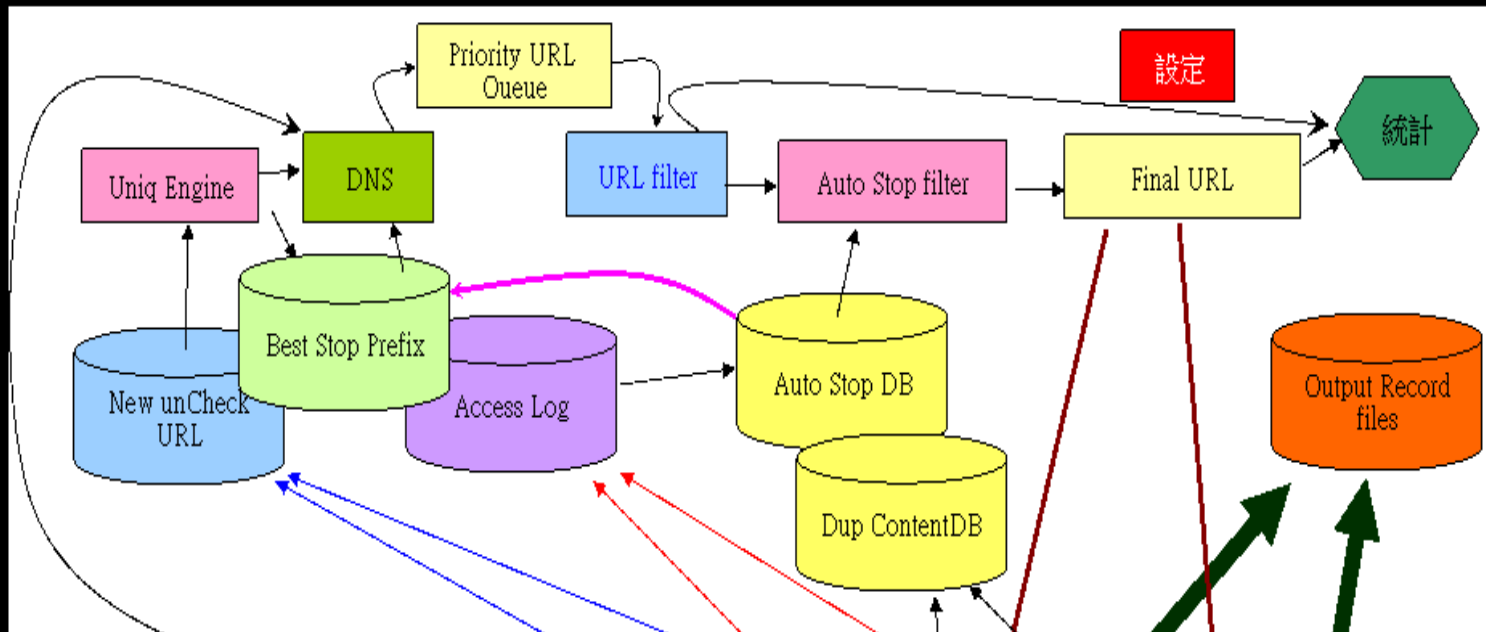 Priority URL
Oueue
設定
統計
Uniq Engine
DNS
URL filter
Auto Stop filter
Final URL
Best Stop Prefix
New unCheck
URL
Access Log
Auto Stop DB
Output Record
files
Dup ContentDB